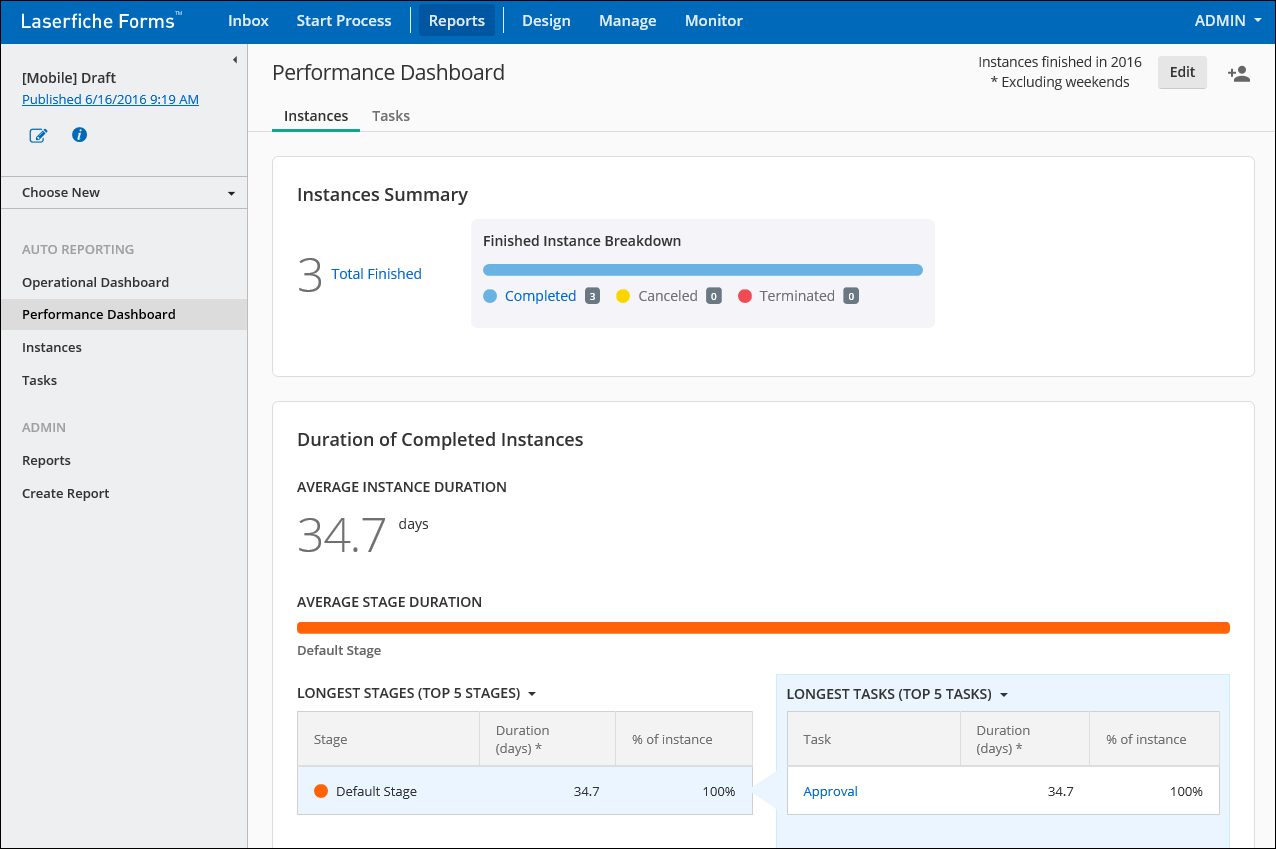 Laserfiche Forms™ Inbox Start Process Reports Design Manage Monitor ADMIN
[Mobile] Draft
Published 6/16/2016 9:19 AM
i
Choose New
AUTO REPORTING
Operational Dashboard
Performance Dashboard
Instances
Tasks
ADMIN
Reports
Create Report
Performance Dashboard
Instances finished in 2016
* Excluding weekends
Edit
Instances Tasks
Instances Summary
3 Total Finished
Finished Instance Breakdown
Completed 3 Canceled 0 Terminated 0
Duration of Completed Instances
AVERAGE INSTANCE DURATION
34.7 days
AVERAGE STAGE DURATION
Default Stage
LONGEST STAGES (TOP 5 STAGES)
Stage Duration (days) * % of instance
Default Stage 34.7 100%
LONGEST TASKS (TOP 5 TASKS)
Task Duration (days) * % of instance
Approval 34.7 100%